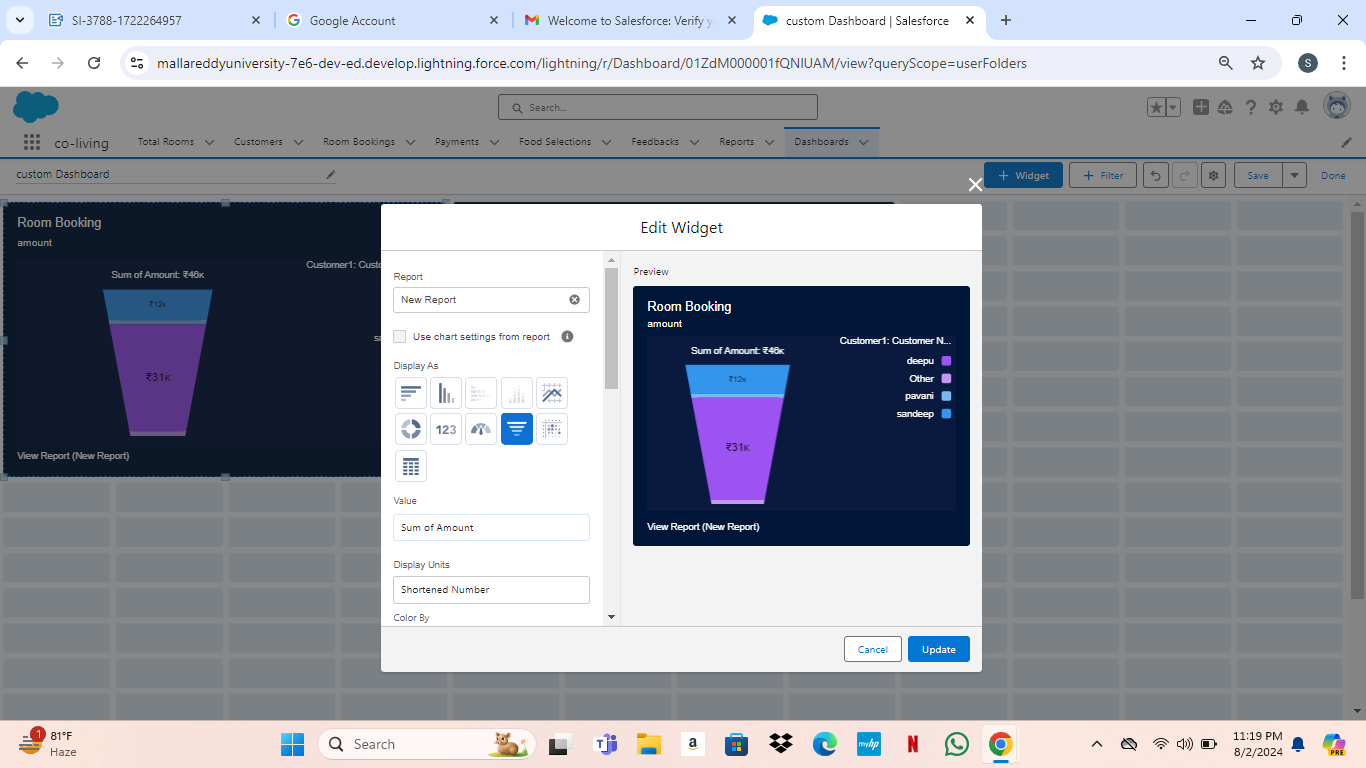 SI-3788-1722264957
Google Account
Welcome to Salesforce: Verify y
custom Dashboard | Salesforce
mallareddyuniversity-7e6-dev-ed.develop.lightning.force.com/lightning/r/Dashboard/01ZdM000001fQNIUAM/view?queryScope=userFolders
S
Search...
co-living
Total Rooms
Customers
Room Bookings
Payments
Food Selections
Feedbacks
Reports
Dashboards
custom Dashboard
+ Widget
+ Filter
Save
Done
Room Booking
amount
Customer1: Custo
Sum of Amount: ₹46K
₹12K
sa
₹31K
View Report (New Report)
Edit Widget
Report
New Report
Use chart settings from report
Display As
123
Value
Sum of Amount
Display Units
Shortened Number
Color By
Preview
Room Booking
amount
Customer1: Customer N...
Sum of Amount: ₹46K
deepu
Other
pavani
sandeep
₹12K
₹31K
View Report (New Report)
Cancel
Update
1
81°F
Haze
Search
a
myhp
N
PRE
11:19 PM
8/2/2024